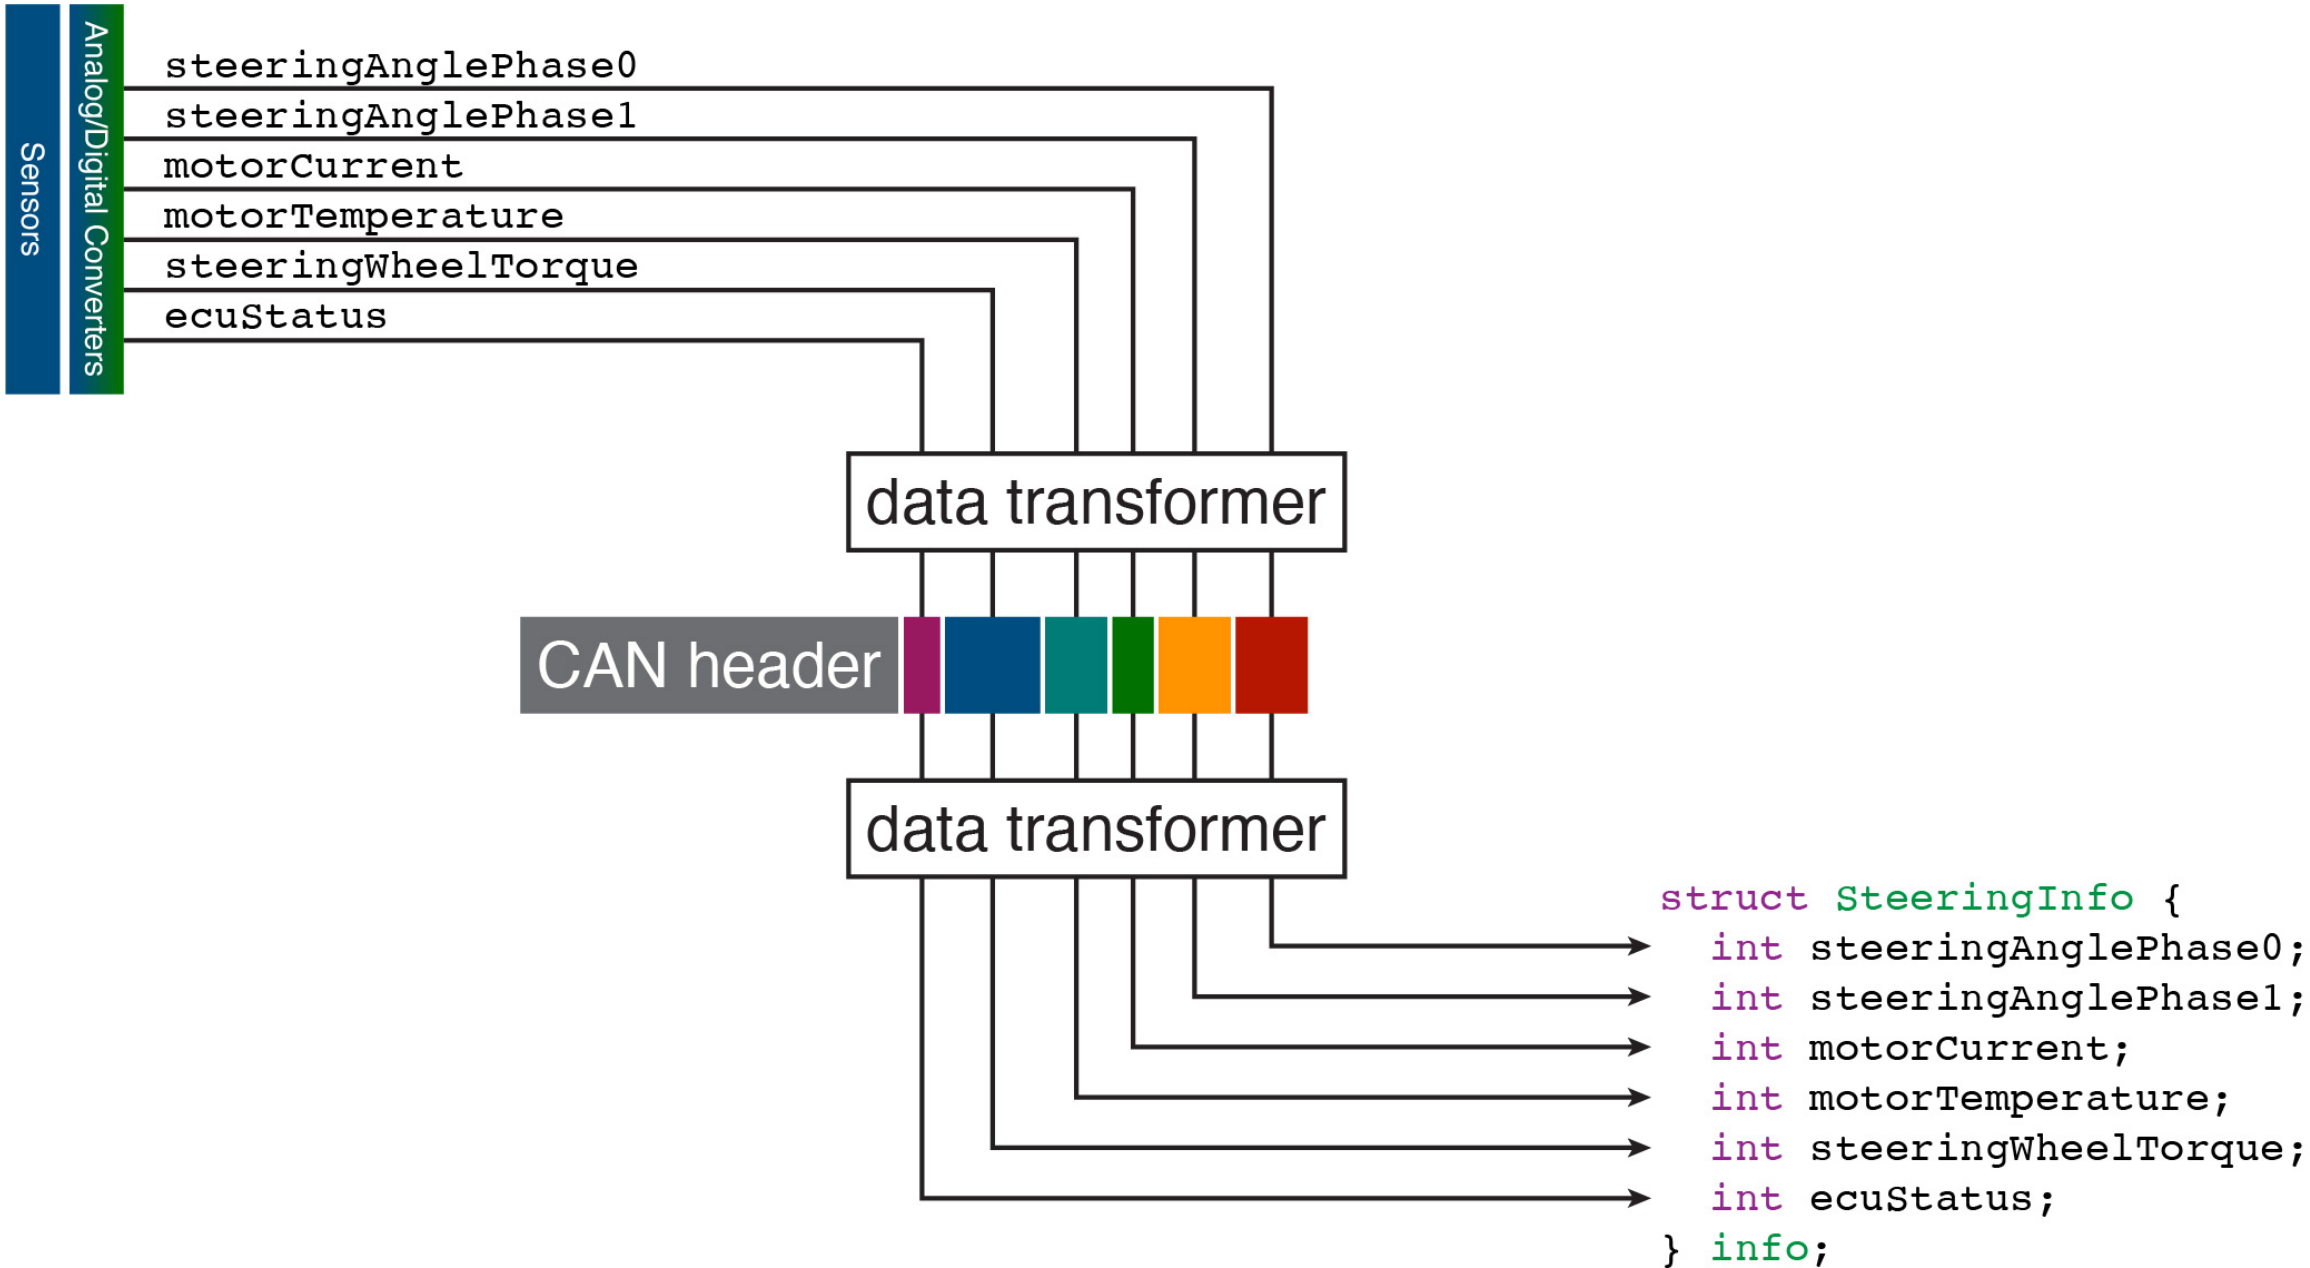 Sensors
Analog/Digital Converters
steeringAnglePhase0
steeringAnglePhase1
motorCurrent
motorTemperature
steeringWheelTorque
ecuStatus
data transformer
CAN header
data transformer
struct SteeringInfo {
int steeringAnglePhase0;
int steeringAnglePhase1;
int motorCurrent;
int motorTemperature;
int steeringWheelTorque;
int ecuStatus;
} info;